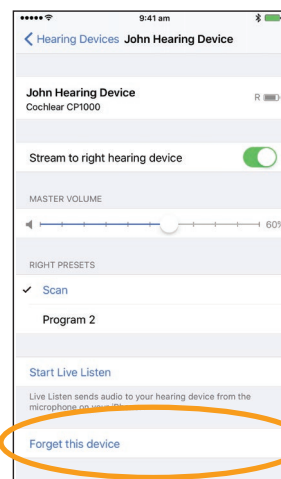 9:41 am
Hearing Devices John Hearing Device
John Hearing Device
Cochlear CP1000
R
Stream to right hearing device
MASTER VOLUME
60%
RIGHT PRESETS
Scan
Program 2
Start Live Listen
Live Listen sends audio to your hearing device from the
microphone on your
Forget this device